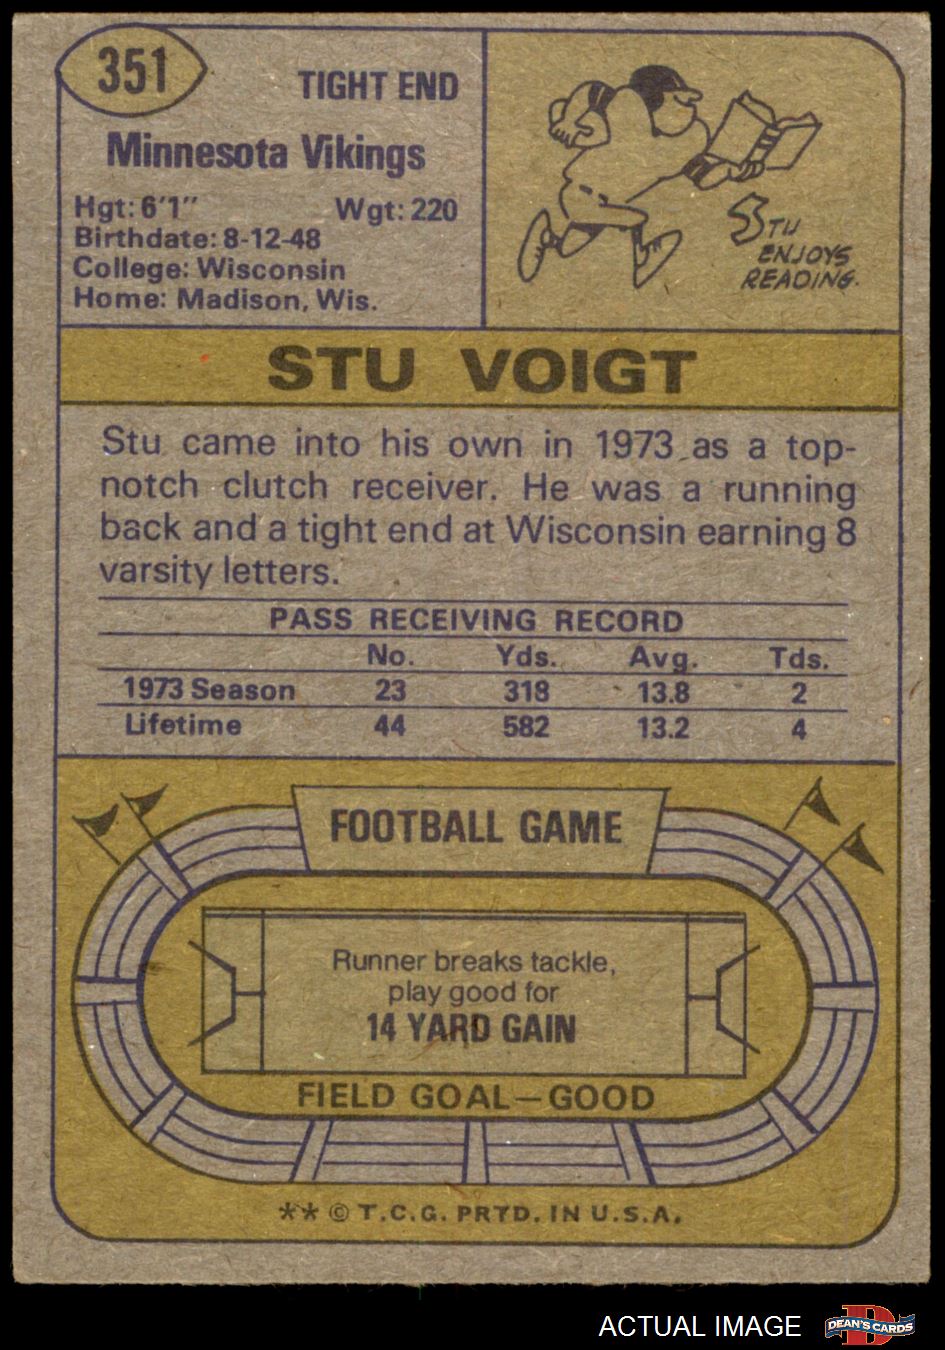 351
TIGHT END
Minnesota Vikings
Hgt: 6'1" Wgt: 220
Birthdate: 8-12-48
College: Wisconsin
Home: Madison, Wis.
STU
ENJOYS
READING.
STU VOIGT
Stu came into his own in 1973 as a top-
notch clutch receiver. He was a running
back and a tight end at Wisconsin earning 8
varsity letters.
PASS RECEIVING RECORD
No. Yds. Avg. Tds.
1973 Season 23 318 13.8 2
Lifetime 44 582 13.2 4
FOOTBALL GAME
Runner breaks tackle,
play good for
14 YARD GAIN
FIELD GOAL—GOOD
** © T.C.G. PRTD. IN U.S.A.
ACTUAL IMAGE
DEAN'S CARDS